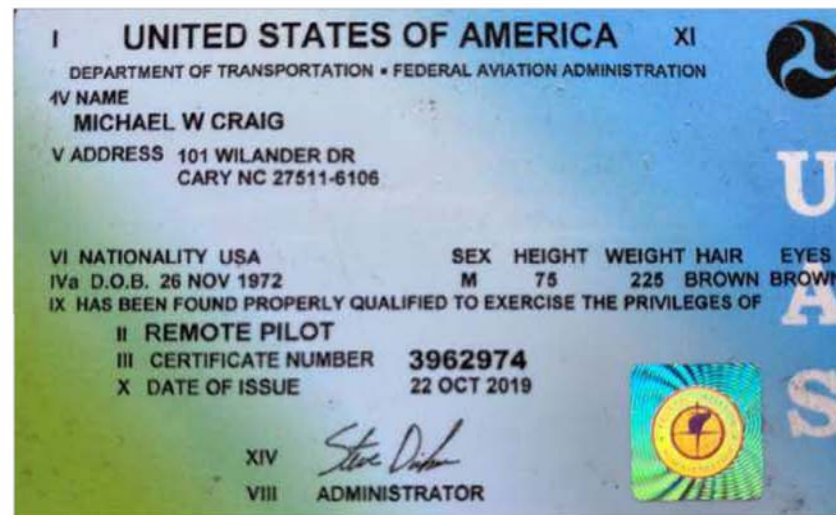 I UNITED STATES OF AMERICA XI
DEPARTMENT OF TRANSPORTATION • FEDERAL AVIATION ADMINISTRATION
IV NAME
MICHAEL W CRAIG
V ADDRESS 101 WILANDER DR
CARY NC 27511-6106
VI NATIONALITY USA SEX HEIGHT WEIGHT HAIR EYES
IVa D.O.B. 26 NOV 1972 M 75 225 BROWN BROWN
IX HAS BEEN FOUND PROPERLY QUALIFIED TO EXERCISE THE PRIVILEGES OF
II REMOTE PILOT
III CERTIFICATE NUMBER 3962974
X DATE OF ISSUE 22 OCT 2019
XIV
VIII ADMINISTRATOR
UAS